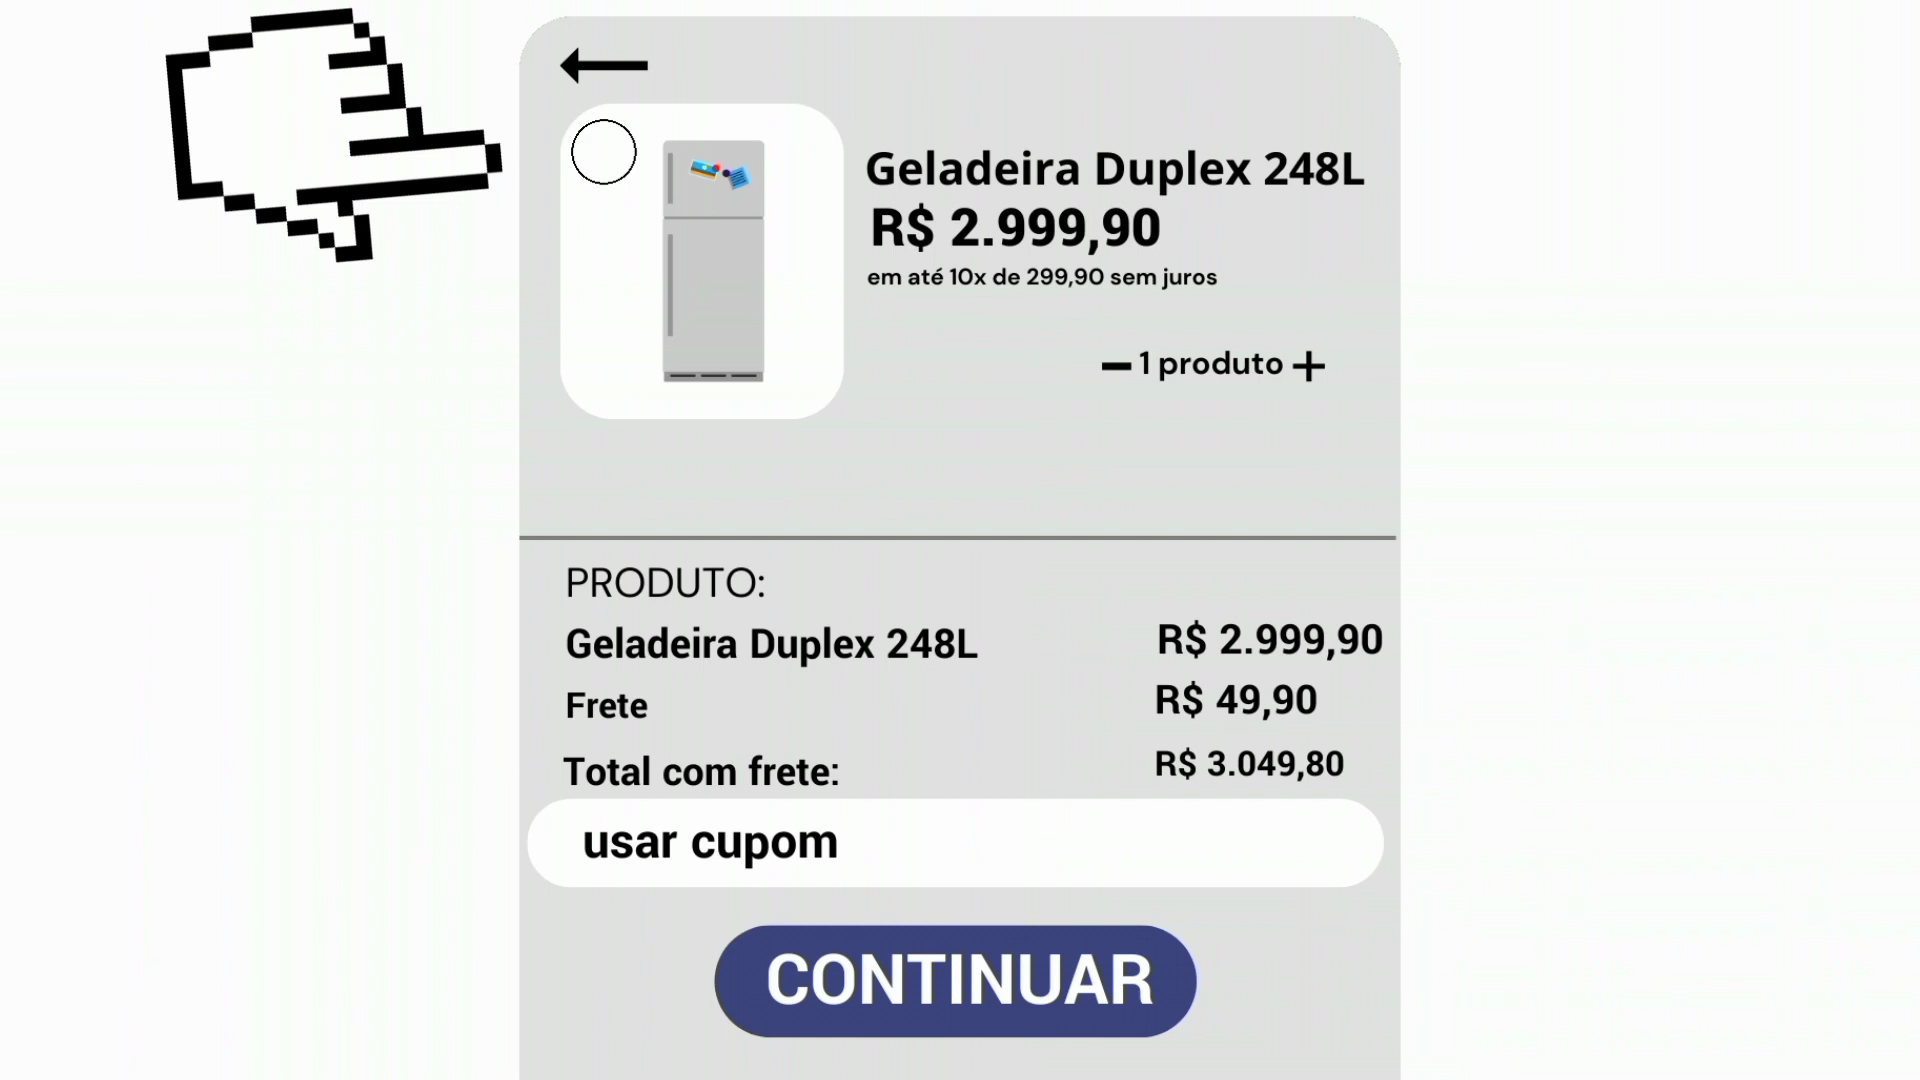 Geladeira Duplex 248L
R$ 2.999,90
em até 10x de 299,90 sem juros
1 produto
PRODUTO:
Geladeira Duplex 248L R$ 2.999,90
Frete R$ 49,90
Total com frete: R$ 3.049,80
usar cupom
CONTINUAR